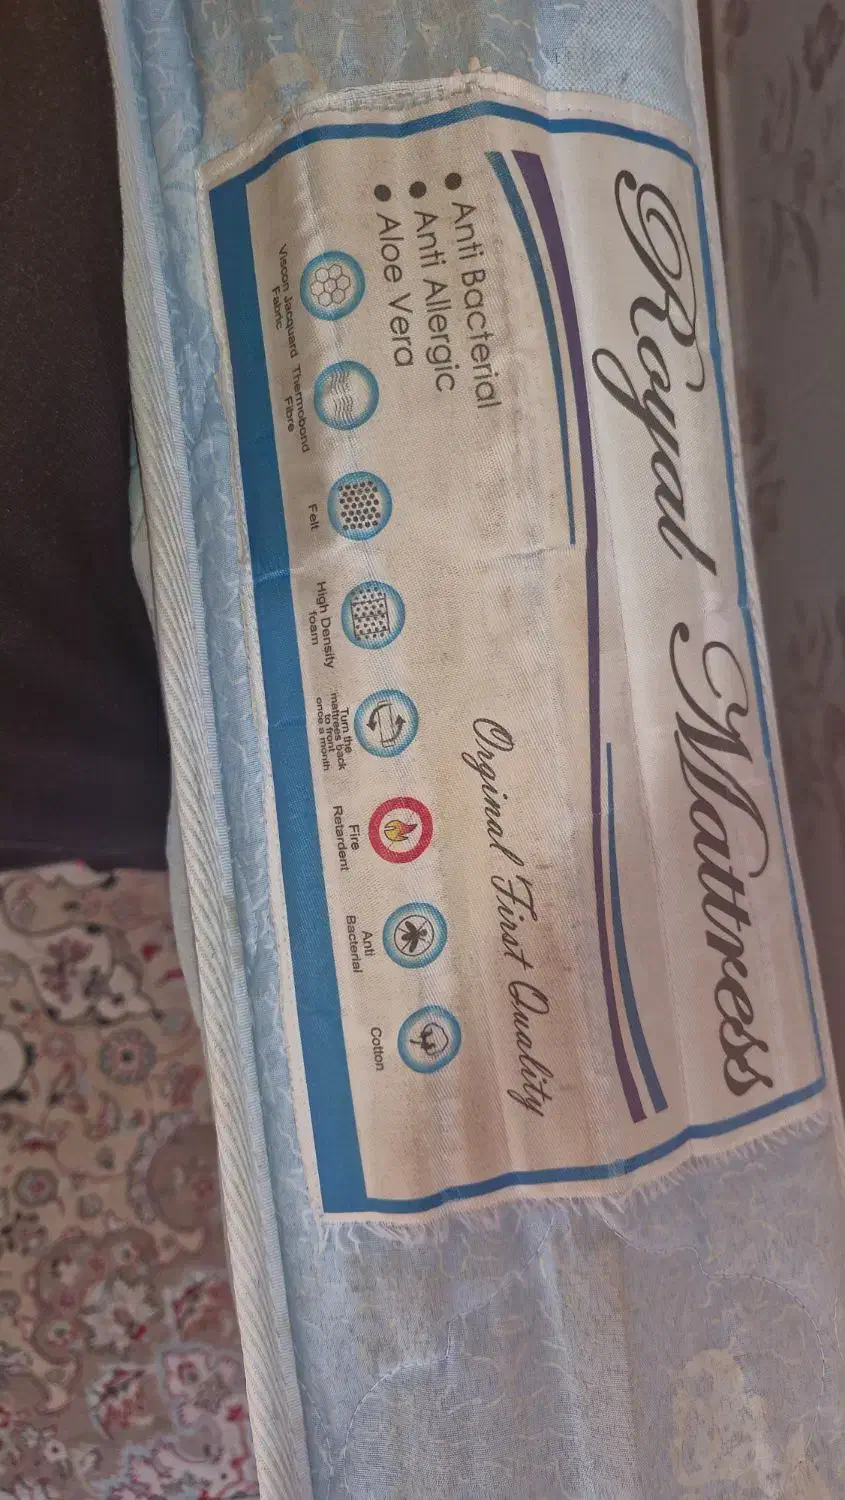 Royal Mattress
• Anti Bacterial
• Anti Allergic
• Aloe Vera
Orginal First Quality
Viscon Jacquard
Fabric
Thermobond
Fibre
Felt
High Density
foam
Turn the
mattrees back
to front
once a month
Fire
Retardent
Anti
Bacterial
Cotton